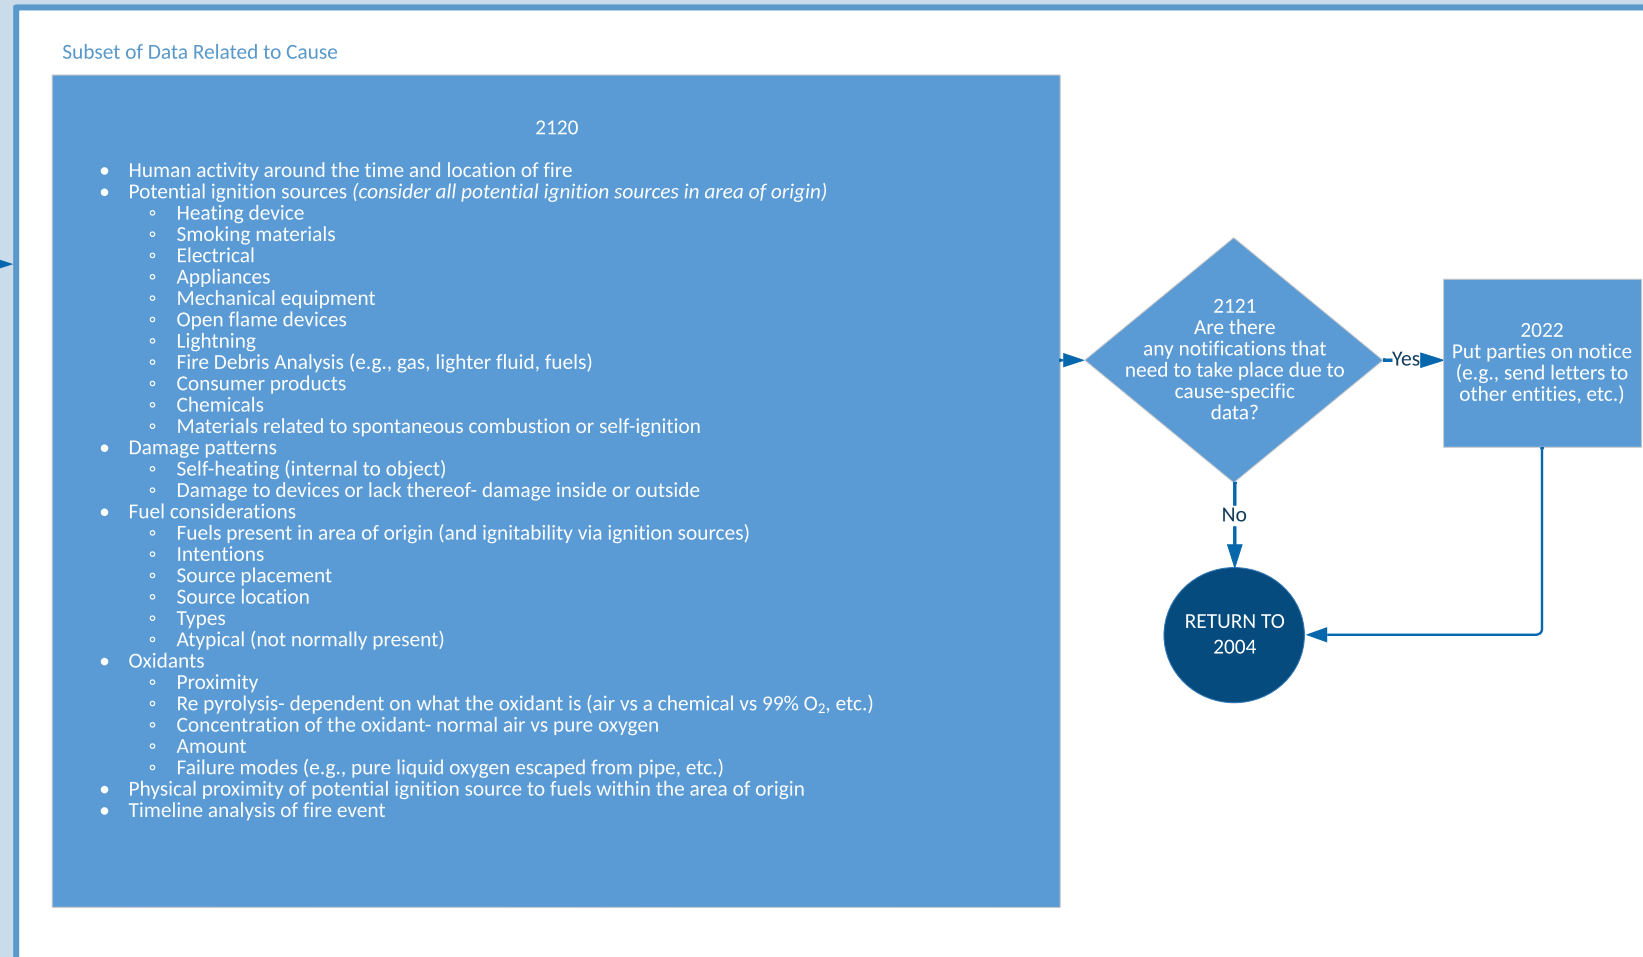 Subset of Data Related to Cause
2120
• Human activity around the time and location of fire
• Potential ignition sources (consider all potential ignition sources in area of origin)
◦ Heating device
◦ Smoking materials
◦ Electrical
◦ Appliances
◦ Mechanical equipment
◦ Open flame devices
◦ Lightning
◦ Fire Debris Analysis (e.g., gas, lighter fluid, fuels)
◦ Consumer products
◦ Chemicals
◦ Materials related to spontaneous combustion or self-ignition
• Damage patterns
◦ Self-heating (internal to object)
◦ Damage to devices or lack thereof- damage inside or outside
• Fuel considerations
◦ Fuels present in area of origin (and ignitability via ignition sources)
◦ Intentions
◦ Source placement
◦ Source location
◦ Types
◦ Atypical (not normally present)
• Oxidants
◦ Proximity
◦ Re pyrolysis- dependent on what the oxidant is (air vs a chemical vs 99% O₂, etc.)
◦ Concentration of the oxidant- normal air vs pure oxygen
◦ Amount
◦ Failure modes (e.g., pure liquid oxygen escaped from pipe, etc.)
• Physical proximity of potential ignition source to fuels within the area of origin
• Timeline analysis of fire event
2121
Are there
any notifications that
need to take place due to
cause-specific
data?
Yes
2022
Put parties on notice
(e.g., send letters to
other entities, etc.)
No
RETURN TO
2004